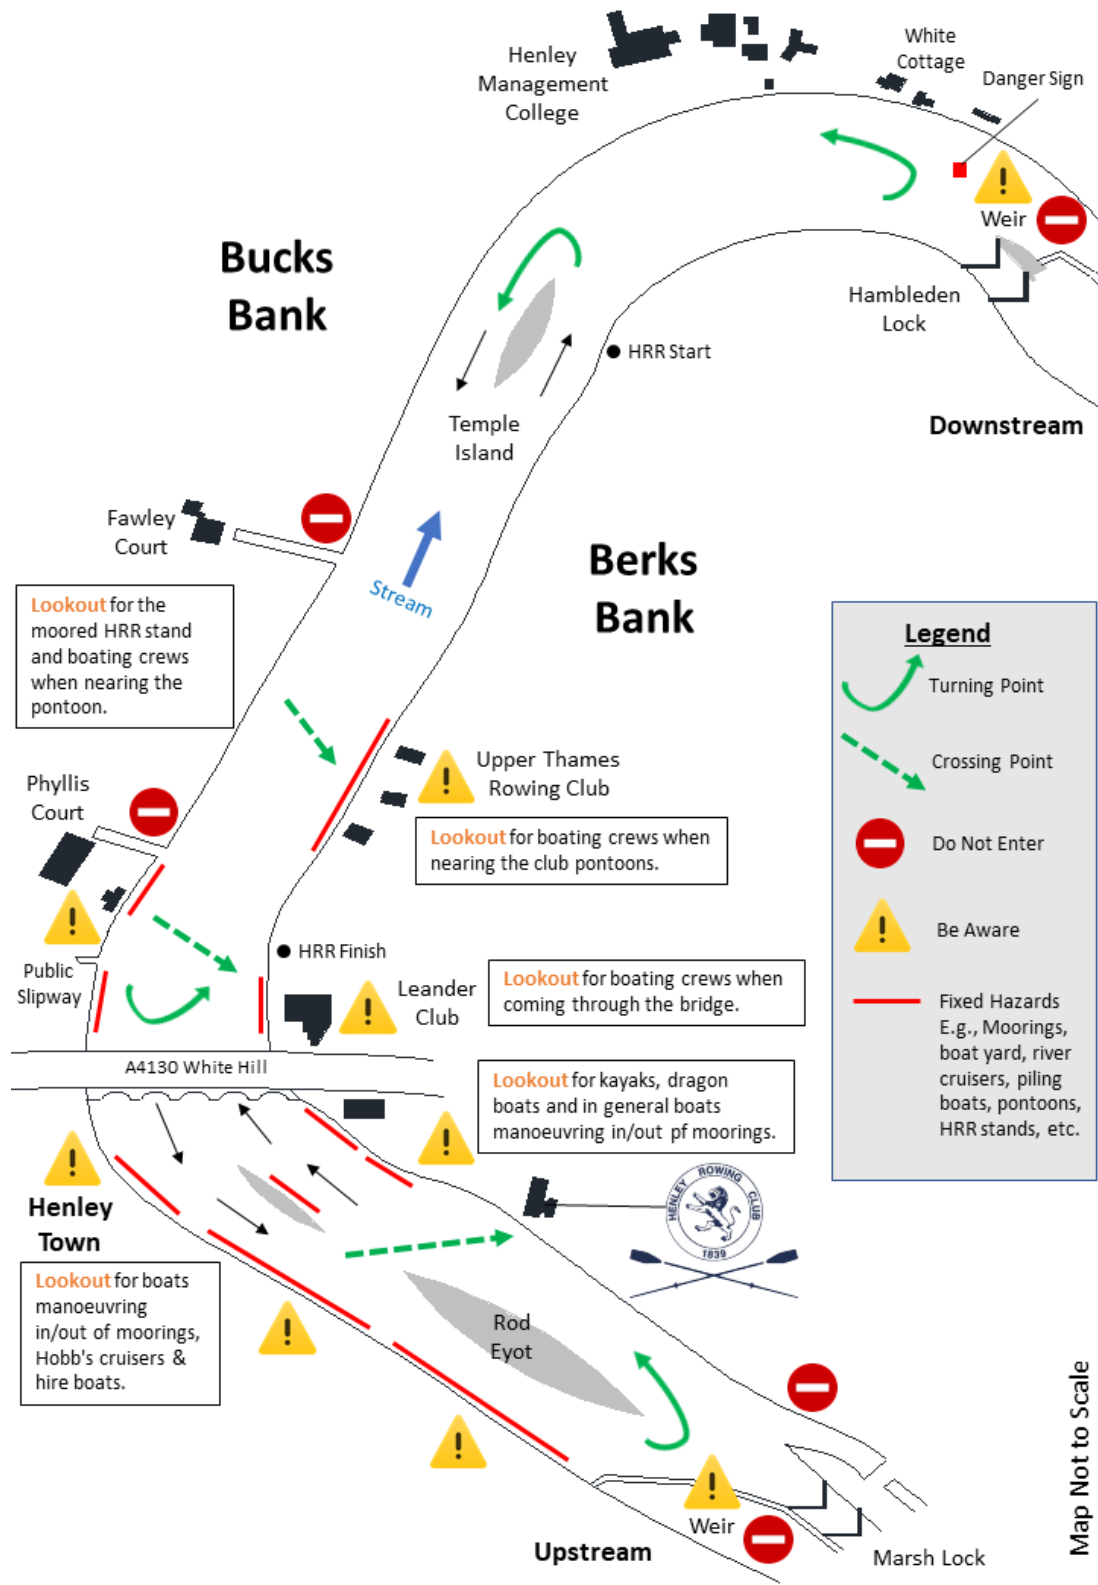 Henley
Management
College
White
Cottage
Danger Sign
Weir
Bucks
Bank
Hambleden
Lock
HRR Start
Temple
Island
Downstream
Fawley
Court
Stream
Berks
Bank
Lookout for the
moored HRR stand
and boating crews
when nearing the
pontoon.
Legend
Turning Point
Crossing Point
Do Not Enter
Be Aware
Fixed Hazards
E.g., Moorings,
boat yard, river
cruisers, piling
boats, pontoons,
HRR stands, etc.
Upper Thames
Rowing Club
Lookout for boating crews when
nearing the club pontoons.
Phyllis
Court
HRR Finish
Public
Slipway
Leander
Club
Lookout for boating crews when
coming through the bridge.
A4130 White Hill
Lookout for kayaks, dragon
boats and in general boats
manoeuvring in/out pf moorings.
HENLEY ROWING CLUB
1839
Henley
Town
Lookout for boats
manoeuvring
in/out of moorings,
Hobb's cruisers &
hire boats.
Rod
Eyot
Weir
Upstream
Marsh Lock
Map Not to Scale